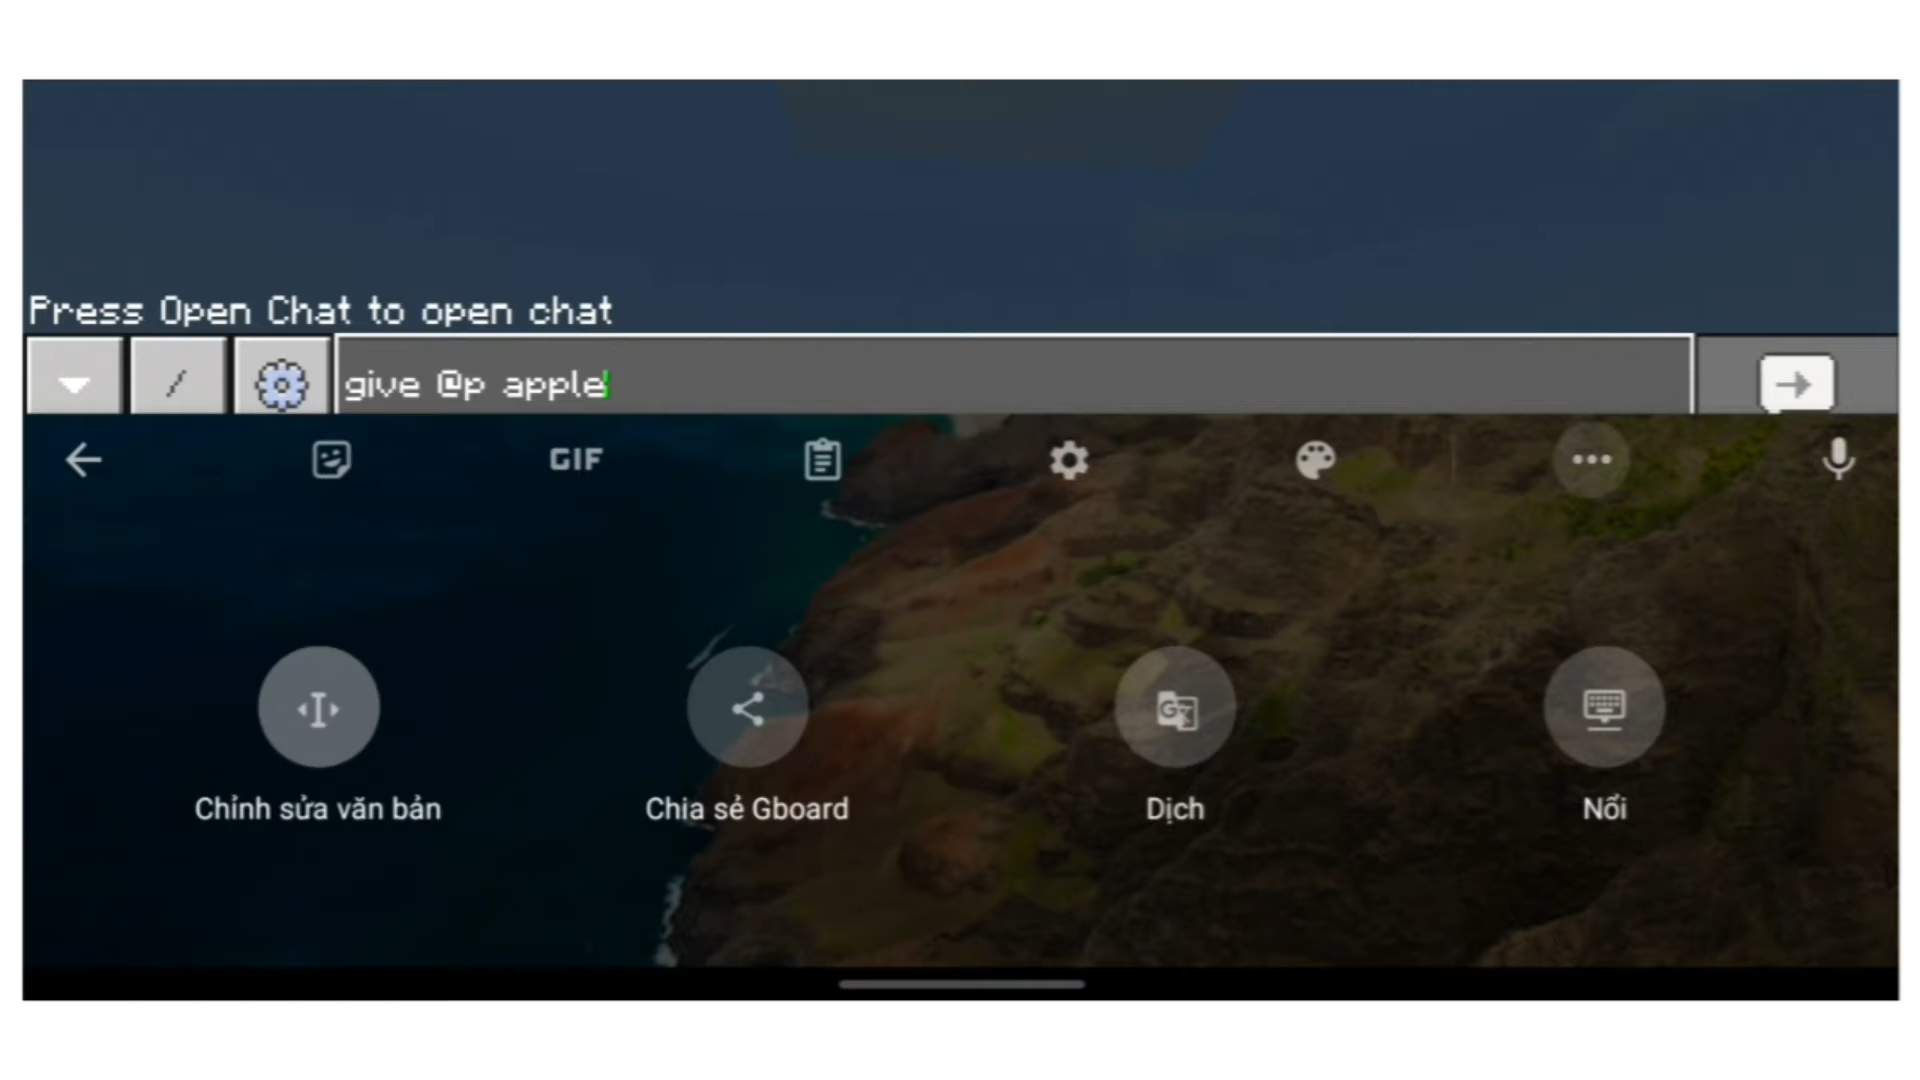 Press Open Chat to open chat
/ give @p apple
GIF
Chỉnh sửa văn bản
Chia sẻ Gboard
Dịch
Nổi